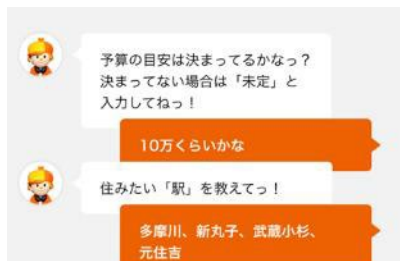 予算の目安は決まってるかなっ？
決まってない場合は「未定」と
入力してねっ！
10万くらいかな
住みたい「駅」を教えてっ！
多摩川、新丸子、武蔵小杉、
元住吉